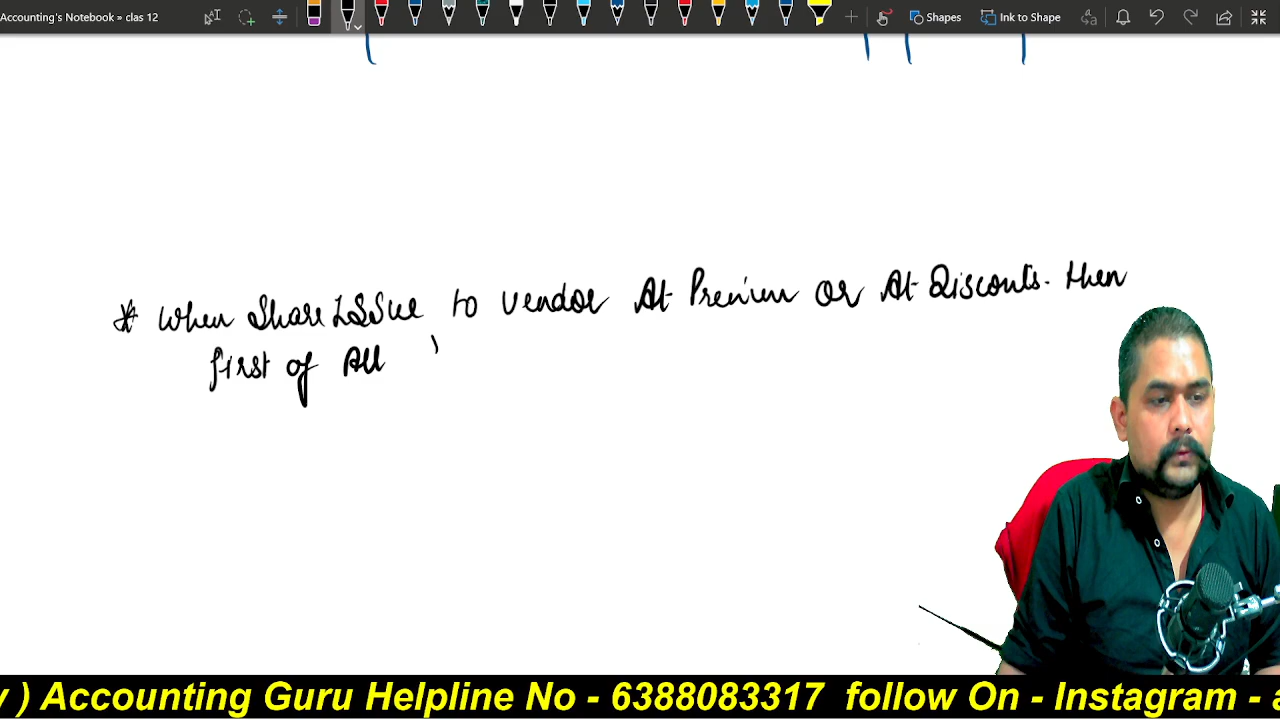 Accounting's Notebook » clas 12
Shapes
Ink to Shape
* When Share ISSue to vendor At Premium or At Disconts. then
first of All
y ) Accounting Guru Helpline No - 6388083317 follow On - Instagram - a